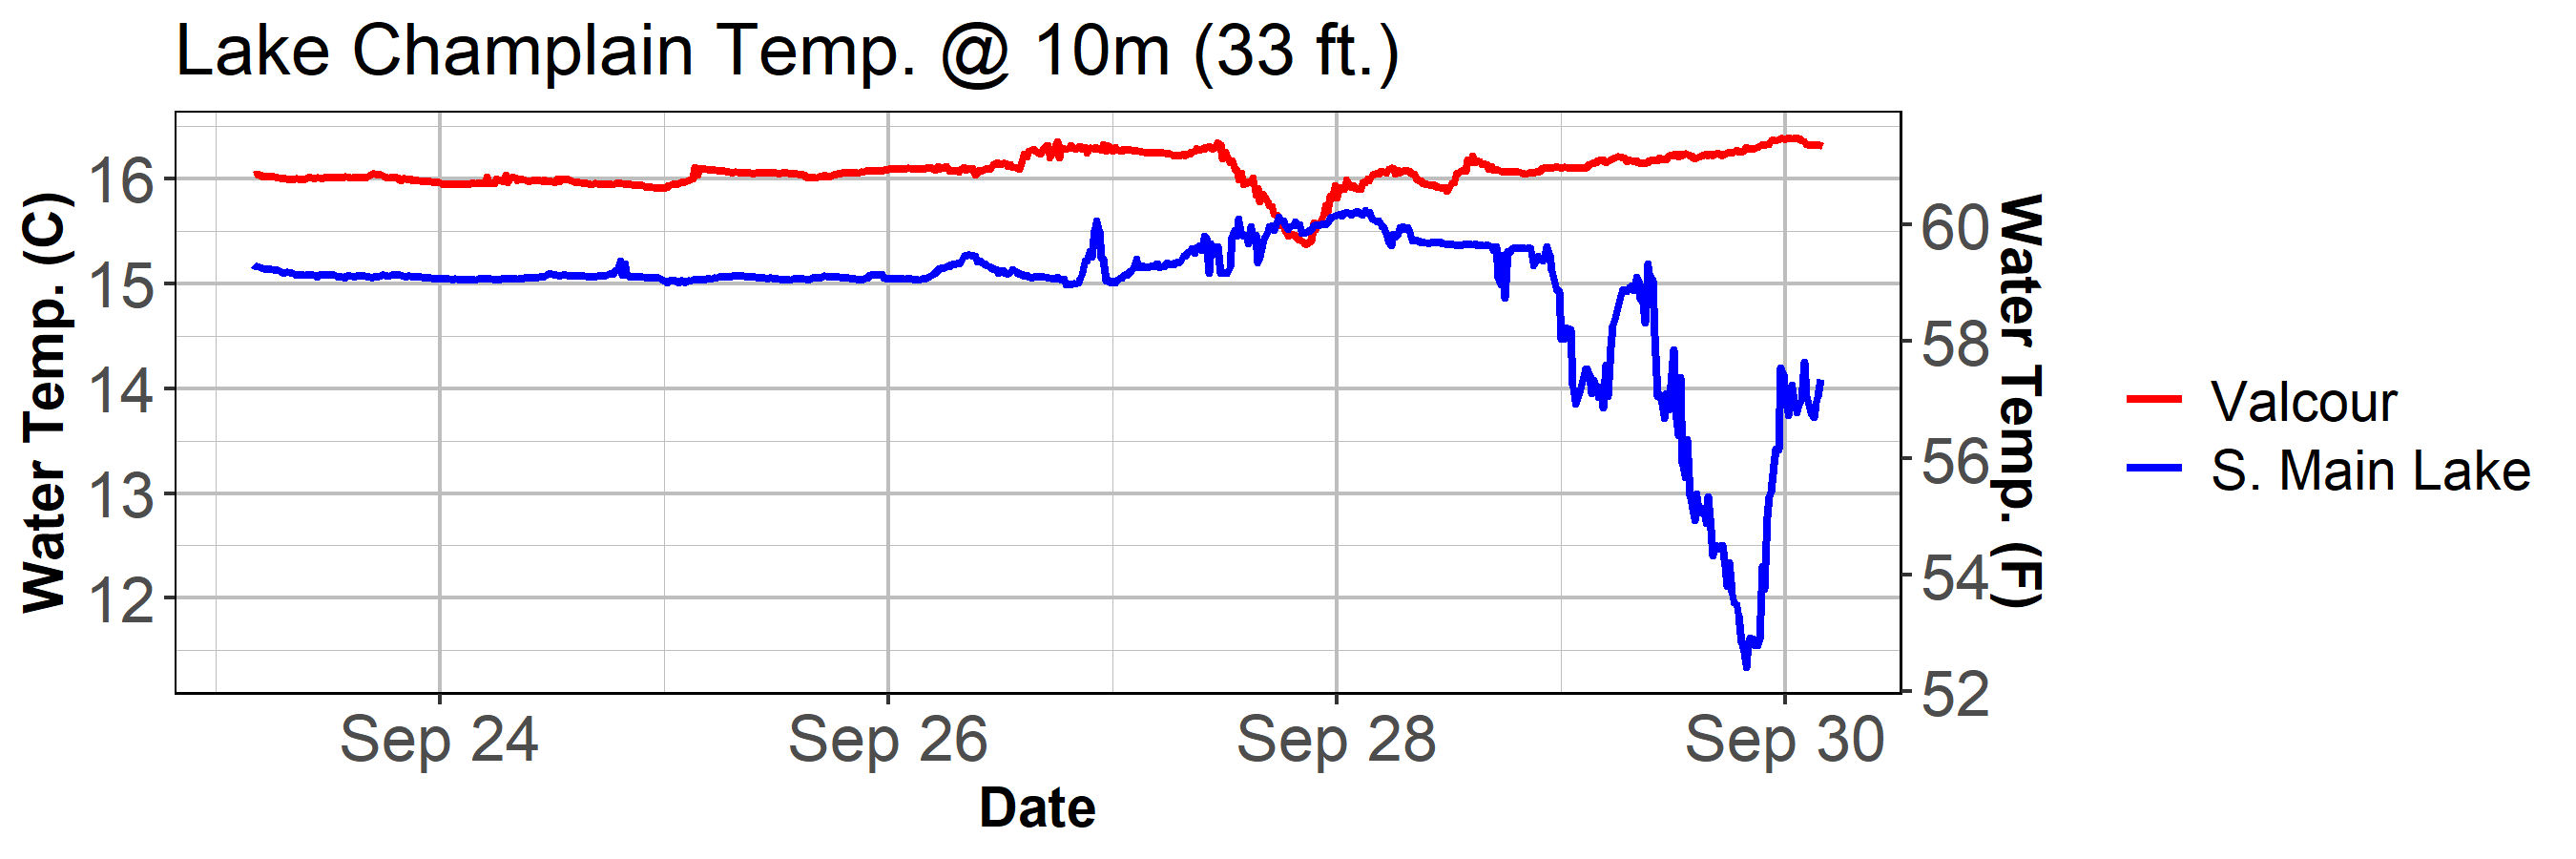 Lake Champlain Temp. @ 10m (33 ft.)
Water Temp. (C)
16
15
14
13
12
60
58
56
54
52
Water Temp. (F)
Sep 24
Sep 26
Sep 28
Sep 30
Date
Valcour
S. Main Lake